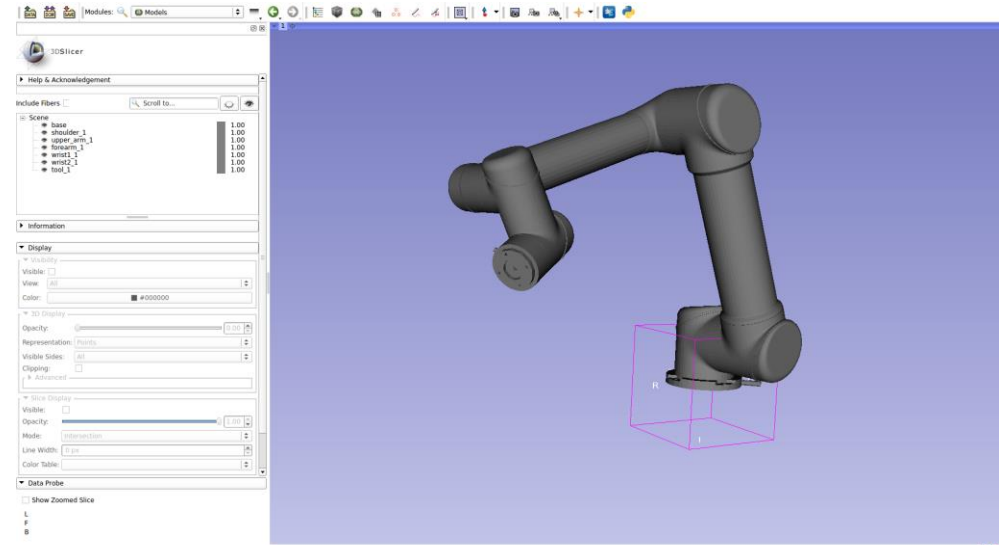 Modules: Models
1
3DSlicer
Help & Acknowledgement
Include Fibers Scroll to...
Scene
base 1.00
shoulder_1 1.00
upper_arm_1 1.00
forearm_1 1.00
wrist1_1 1.00
wrist2_1 1.00
tool_1 1.00
Information
Display
Visibility
Visible:
View: All
Color: #000000
3D Display
Opacity: 0.00
Representation: Points
Visible Sides: All
Clipping:
Advanced
Slice Display
Visible:
Opacity: 1.00
Mode: Intersection
Line Width: 0 px
Color Table:
Data Probe
Show Zoomed Slice
L
F
B
R
I